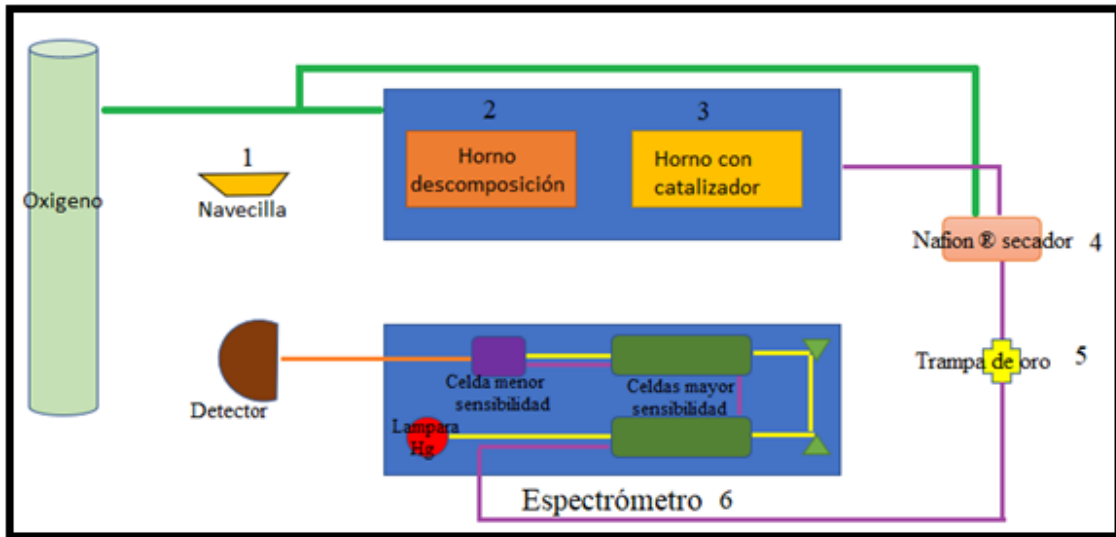 2
3
Horno
descomposición
Horno con
catalizador
1
Navecilla
Oxigeno
Nafion ® secador 4
Trampa de oro 5
Celda menor
sensibilidad
Celdas mayor
sensibilidad
Detector
Lampara
Hg
Espectrómetro 6